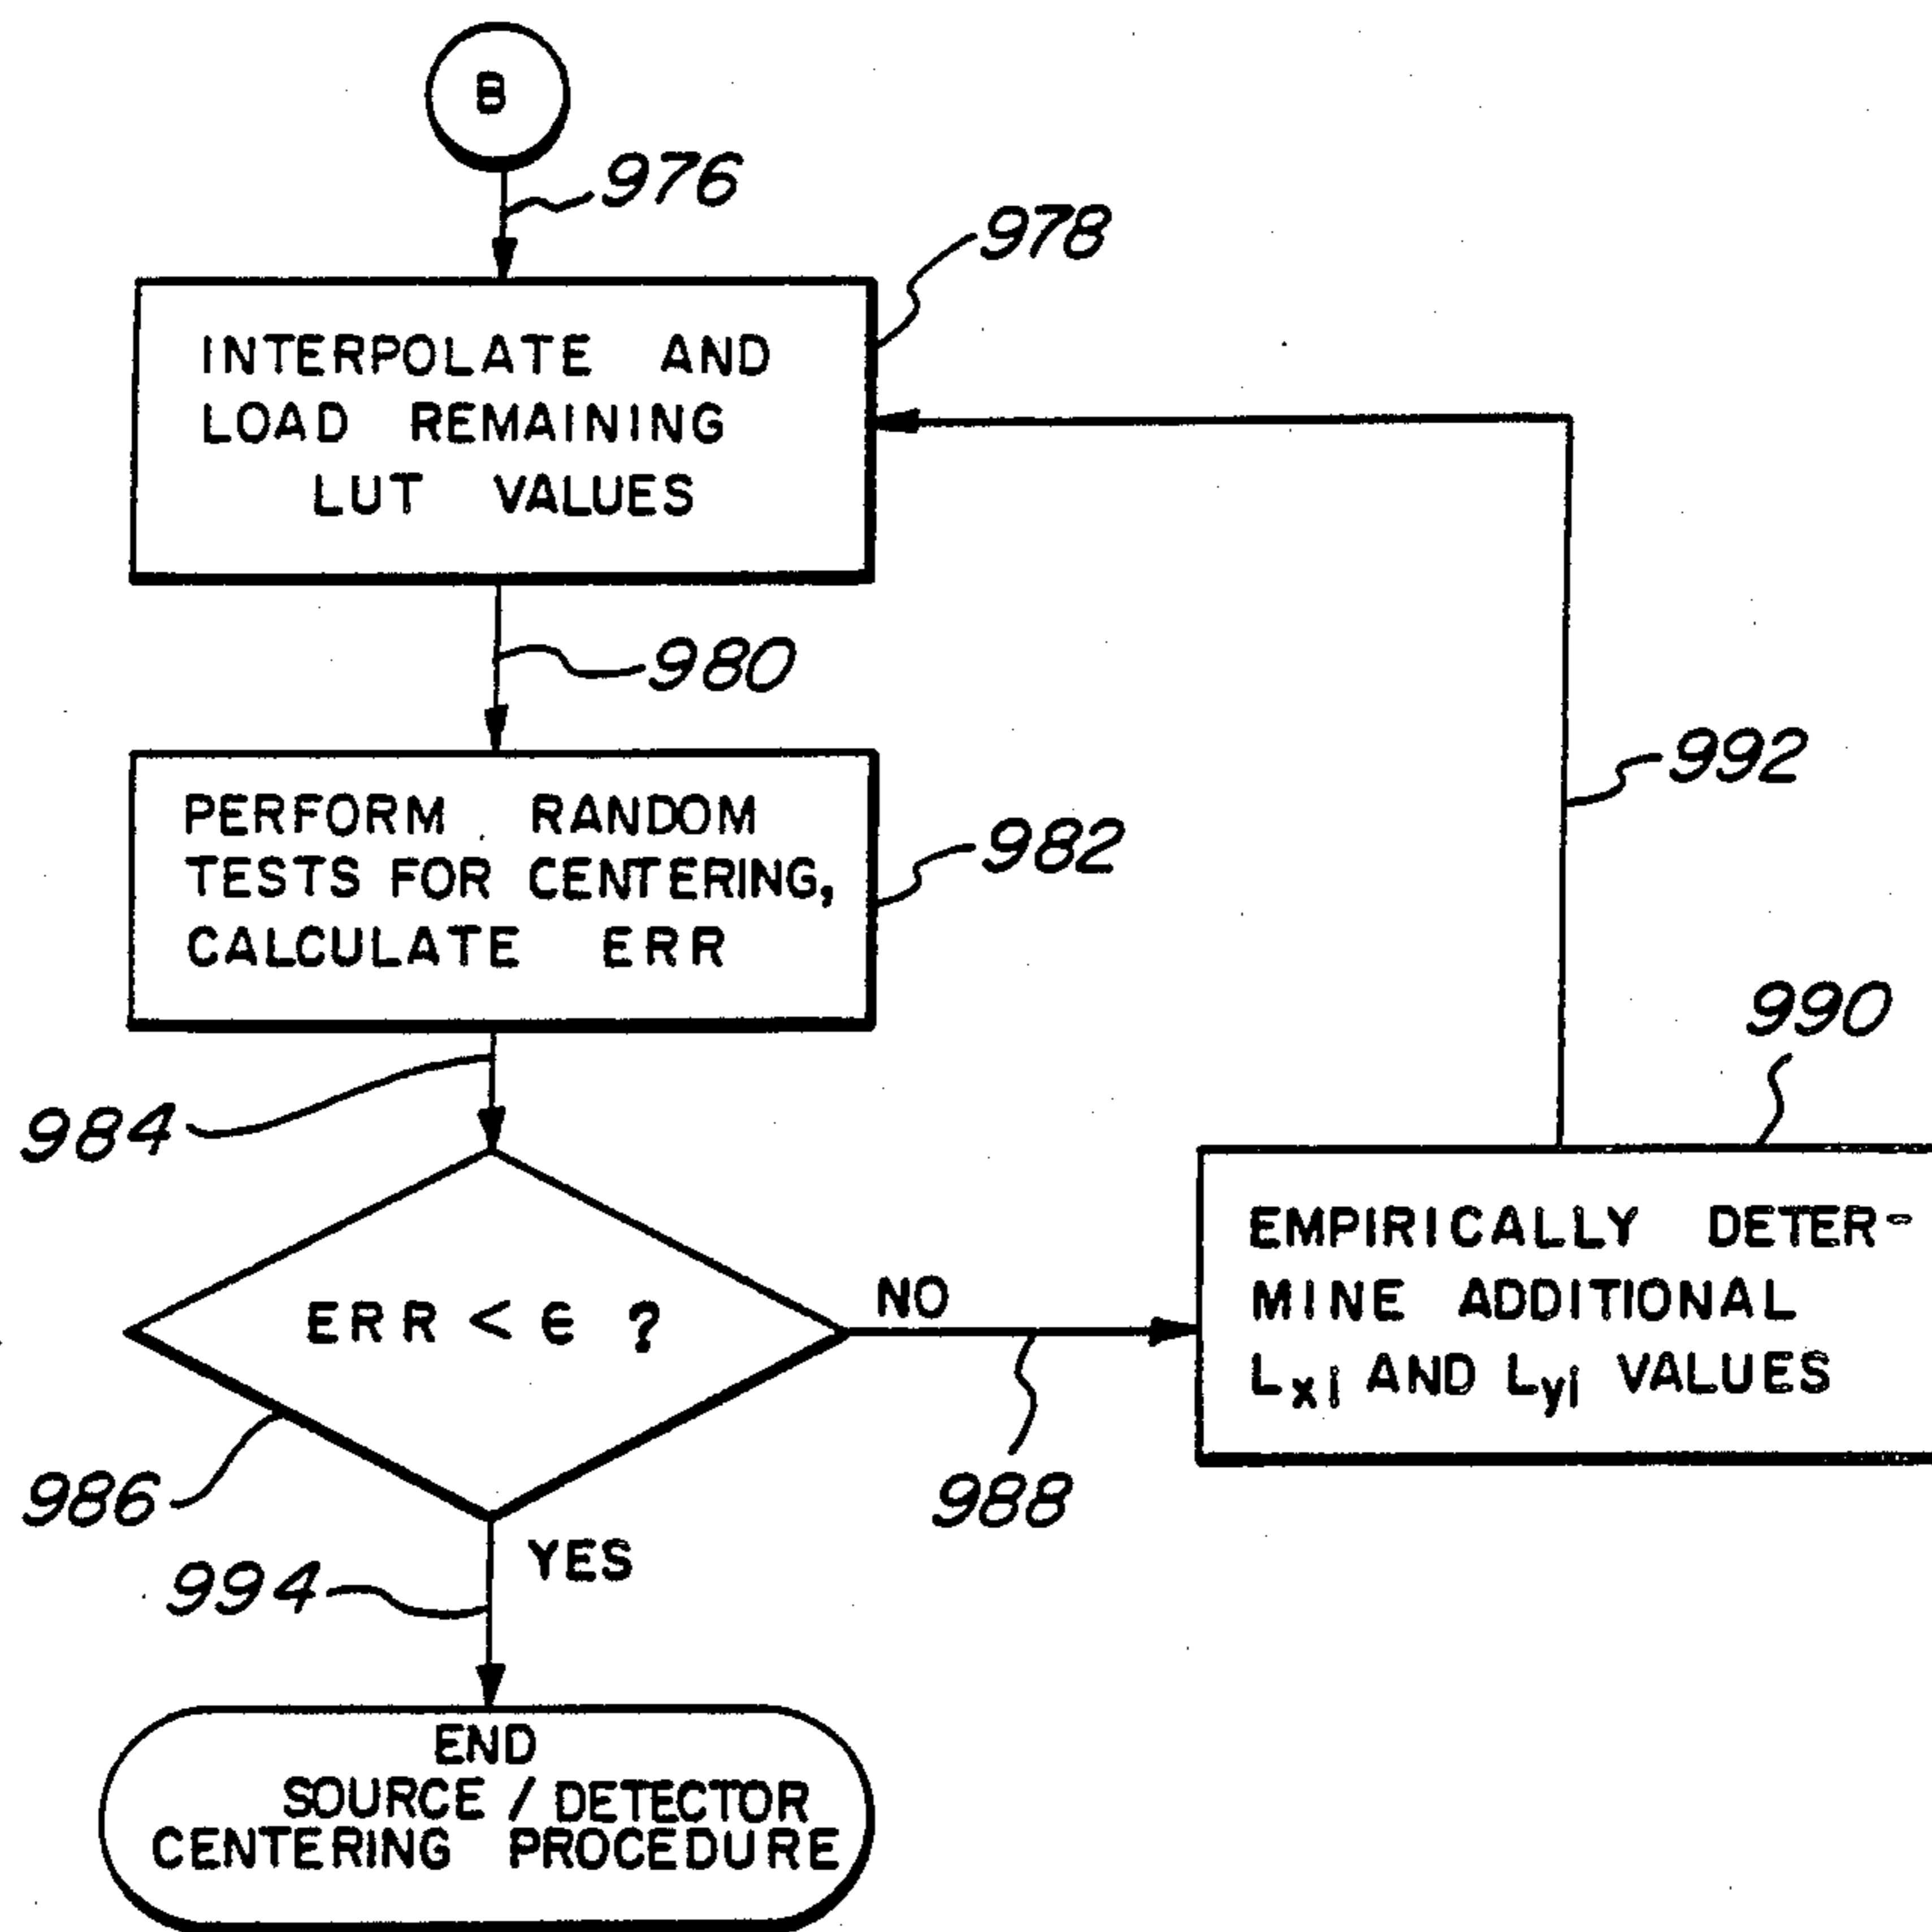 B
976
978
INTERPOLATE AND
LOAD REMAINING
LUT VALUES
980
992
PERFORM RANDOM
TESTS FOR CENTERING,
CALCULATE ERR
982
984
990
EMPIRICALLY DETER-
MINE ADDITIONAL
Lxi AND Lyi VALUES
ERR < ϵ ?
NO
986
988
YES
994
END
SOURCE / DETECTOR
CENTERING PROCEDURE